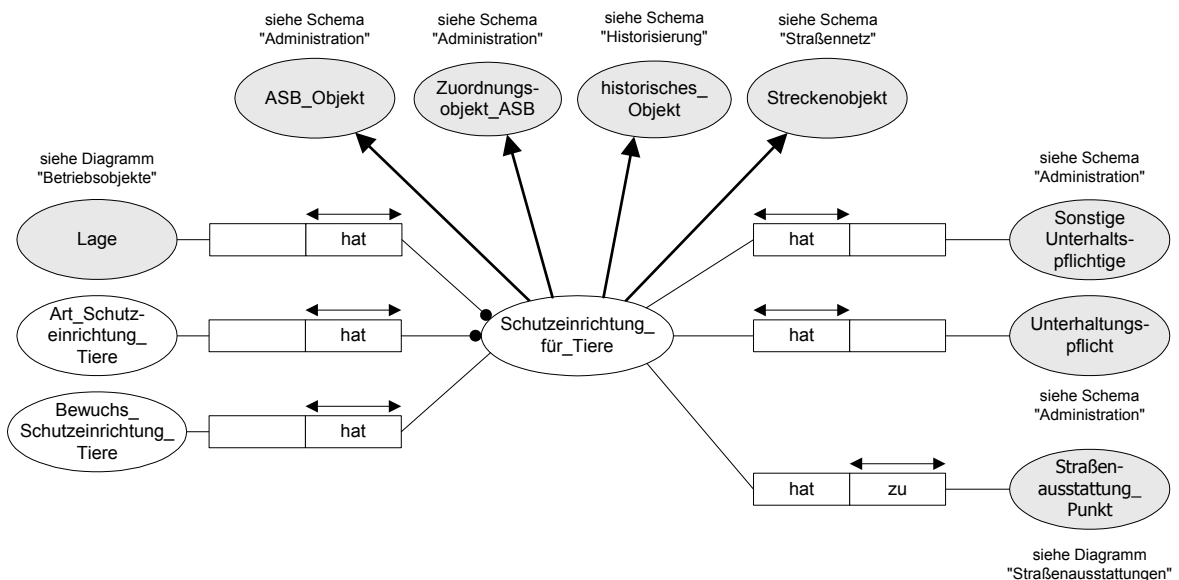 siehe Schema
"Administration"
siehe Schema
"Administration"
siehe Schema
"Historisierung"
siehe Schema
"Straßennetz"
ASB_Objekt
Zuordnungs-
objekt_ASB
historisches_
Objekt
Streckenobjekt
siehe Diagramm
"Betriebsobjekte"
siehe Schema
"Administration"
Lage
hat
hat
Sonstige
Unterhalts-
pflichtige
Art_Schutz-
einrichtung_
Tiere
hat
Schutzeinrichtung_
für_Tiere
hat
Unterhaltungs-
pflicht
Bewuchs_
Schutzeinrichtung_
Tiere
hat
siehe Schema
"Administration"
hat
zu
Straßen-
ausstattung_
Punkt
siehe Diagramm
"Straßenausstattungen"